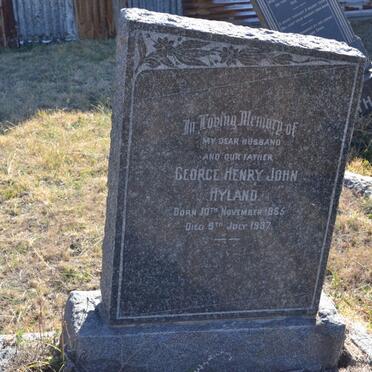 In Loving Memory of
MY DEAR HUSBAND
AND OUR FATHER
GEORGE HENRY JOHN
HYLAND
BORN 10TH NOVEMBER 1865
DIED 9TH JULY 1937